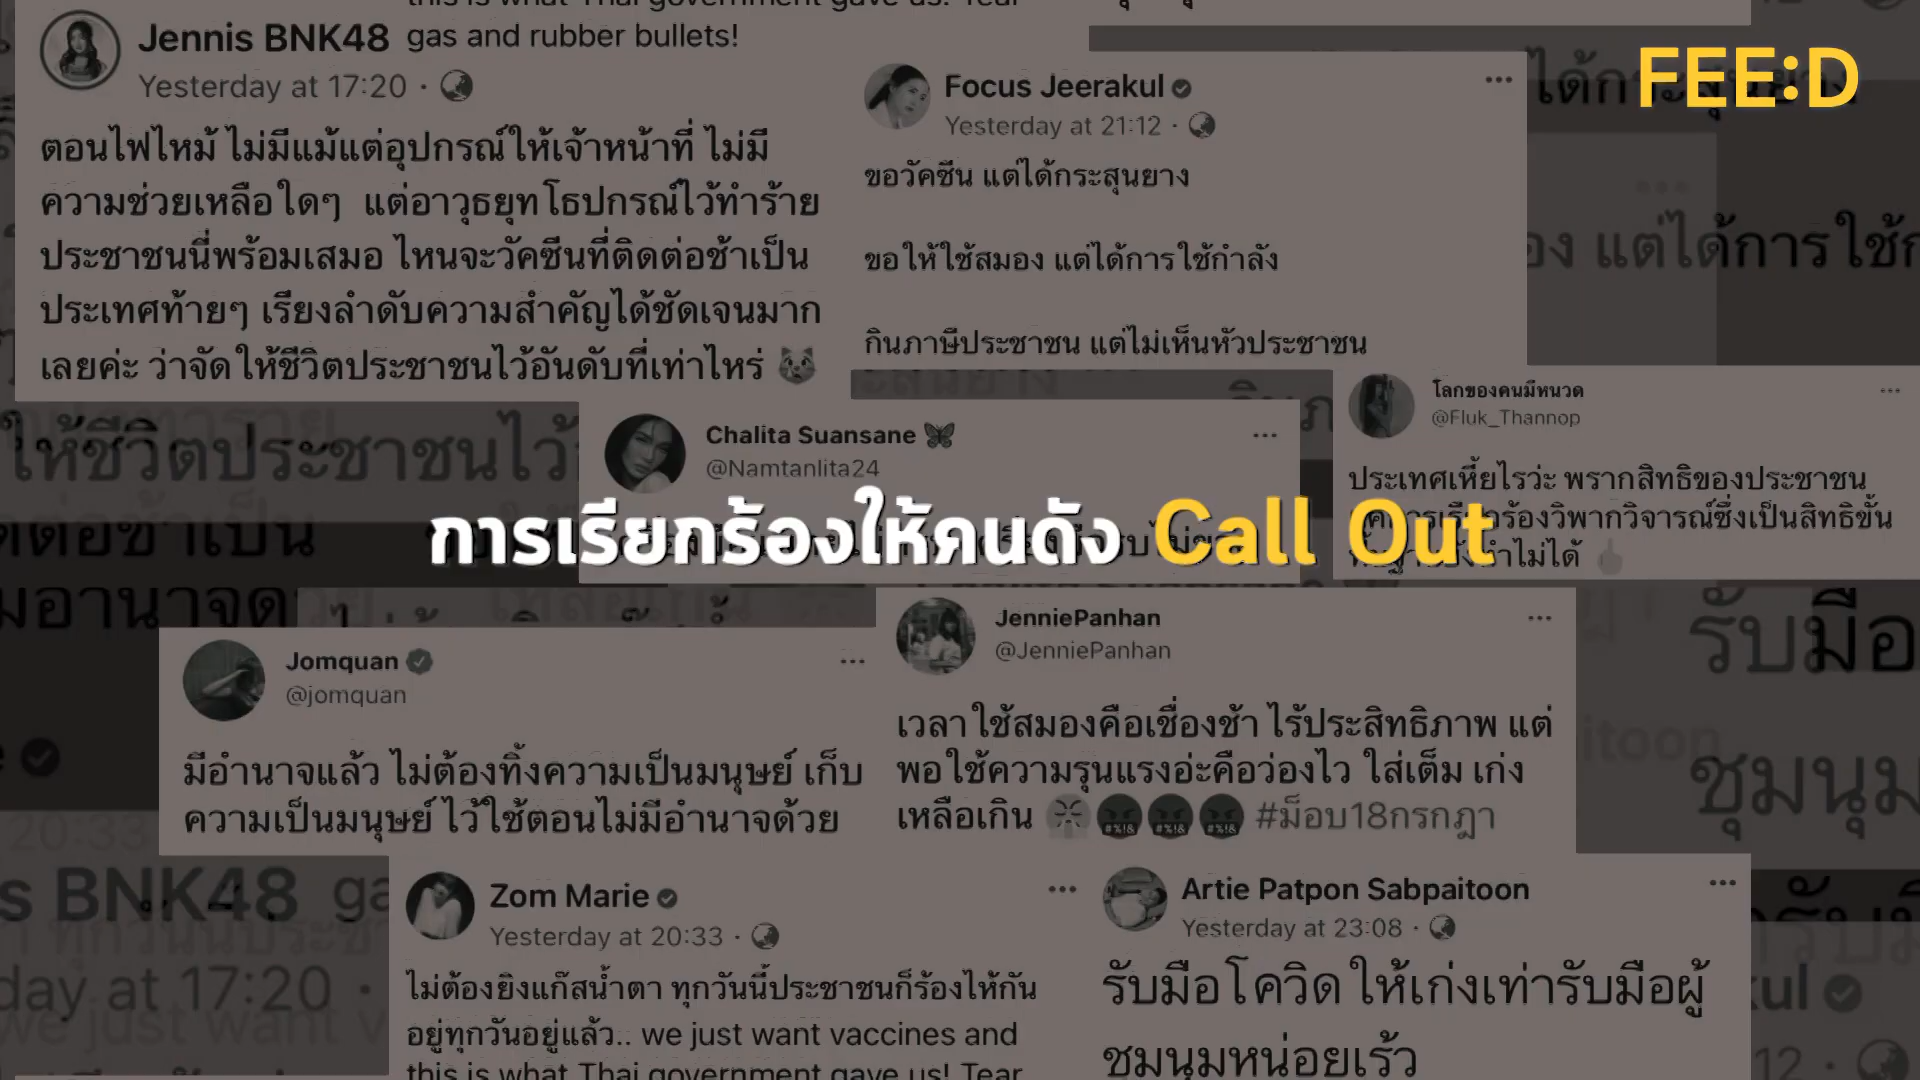 gas and rubber bullets!
FEE:D
Jennis BNK48
Yesterday at 17:20
ตอนไฟไหม้ ไม่มีแม้แต่อุปกรณ์ให้เจ้าหน้าที่ ไม่มี
ความช่วยเหลือใดๆ แต่อาวุธยุทโธปกรณ์ไว้ทำร้าย
ประชาชนนี่พร้อมเสมอ ไหนจะวัคซีนที่ติดต่อช้าเป็น
ประเทศท้ายๆ เรียงลำดับความสำคัญได้ชัดเจนมาก
เลยค่ะ ว่าจัดให้ชีวิตประชาชนไว้อันดับที่เท่าไหร่ 😿
Focus Jeerakul
Yesterday at 21:12
ขอวัคซีน แต่ได้กระสุนยาง
ขอให้ใช้สมอง แต่ได้การใช้กำลัง
กินภาษีประชาชน แต่ไม่เห็นหัวประชาชน
Chalita Suansane 🦋
@Namtanlita24
โลกของคนมีหนวด
@Fluk_Thannop
ประเทศเหี้ยไรว่ะ พรากสิทธิของประชาชน
การเรียกร้องให้คนดัง Call Out
Jomquan
@jomquan
มีอำนาจแล้ว ไม่ต้องทิ้งความเป็นมนุษย์ เก็บ
ความเป็นมนุษย์ ไว้ใช้ตอนไม่มีอำนาจด้วย
JenniePanhan
@JenniePanhan
เวลาใช้สมองคือเชื่องช้า ไร้ประสิทธิภาพ แต่
พอใช้ความรุนแรงอ่ะคือว่องไว ใส่เต็ม เก่ง
เหลือเกิน 😤🤬🤬🤬 #ม็อบ18กรกฎา
Zom Marie
Yesterday at 20:33
ไม่ต้องยิงแก๊สน้ำตา ทุกวันนี้ประชาชนก็ร้องไห้กัน
อยู่ทุกวันอยู่แล้ว.. we just want vaccines and
this is what Thai government gave us! Tear
Artie Patpon Sabpaitoon
Yesterday at 23:08
รับมือโควิด ให้เก่งเท่ารับมือผู้
ชุมนุมหน่อยเร้ว